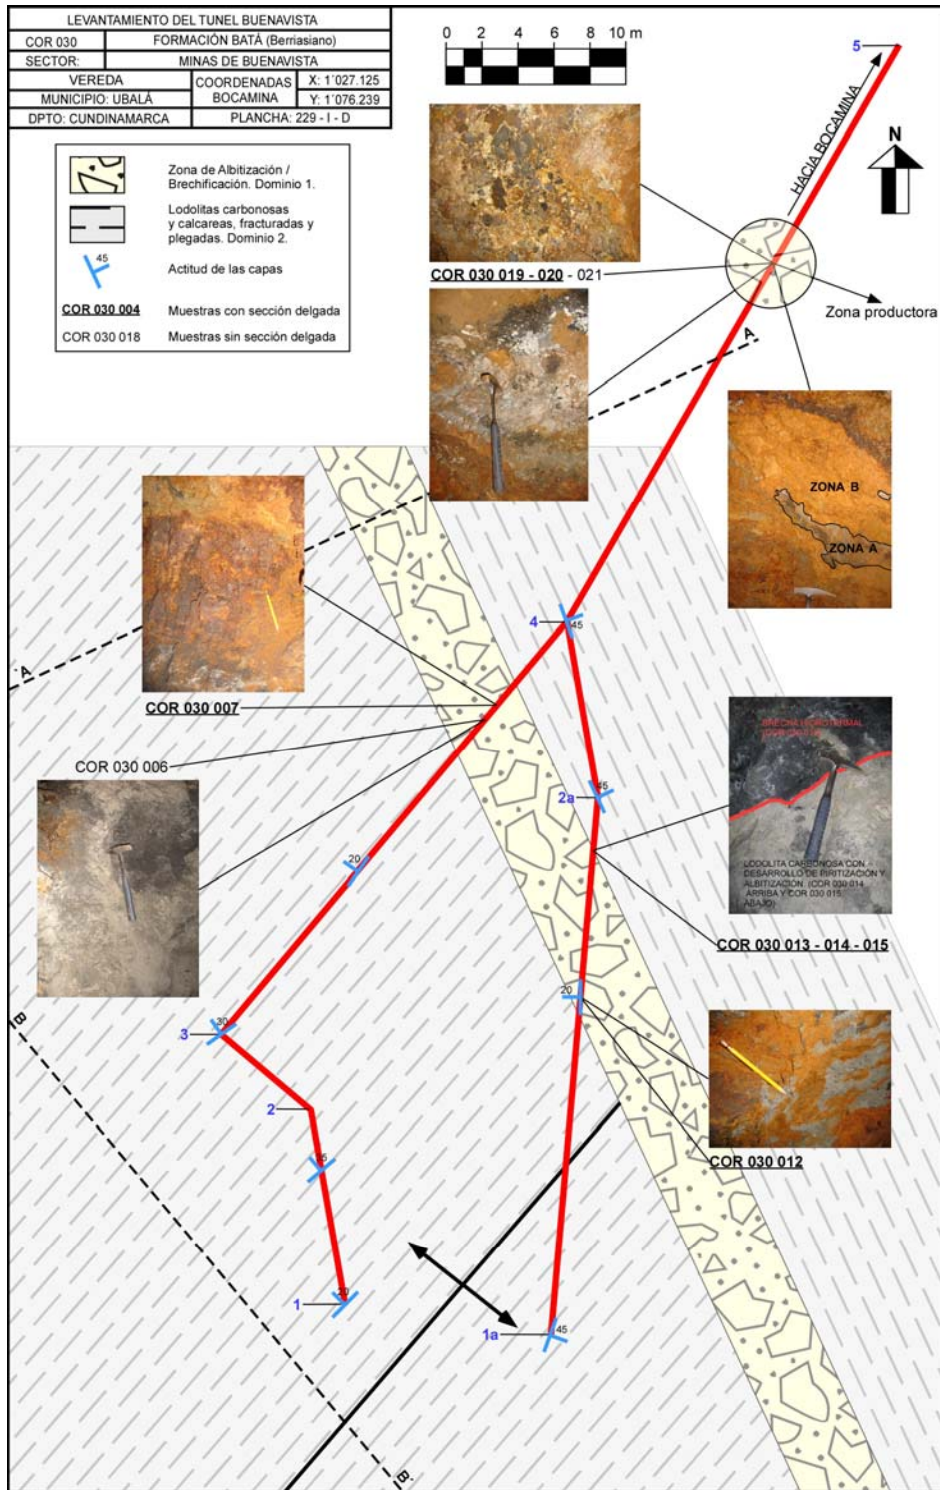 LEVANTAMIENTO DEL TUNEL BUENAVISTA
COR 030
FORMACIÓN BATÁ (Berriasiano)
SECTOR:
MINAS DE BUENAVISTA
VEREDA
COORDENADAS
BOCAMINA
X: 1´027.125
MUNICIPIO: UBALÁ
Y: 1´076.239
DPTO: CUNDINAMARCA
PLANCHA: 229 - I - D
0 2 4 6 8 10 m
5
HACIA BOCAMINA
N
Zona de Albitización /
Brechificación. Dominio 1.
Lodolitas carbonosas
y calcareas, fracturadas y
plegadas. Dominio 2.
45
Actitud de las capas
COR 030 004
Muestras con sección delgada
COR 030 018
Muestras sin sección delgada
COR 030 019 - 020 - 021
Zona productora
A
ZONA B
ZONA A
4
45
A´
COR 030 007
COR 030 006
BRECHA HIDROTERMAL
2a
45
20
LODOLITA CARBONOSA CON
DESARROLLO DE PIRITIZACIÓN Y
ALBITIZACIÓN. (COR 030 014
ARRIBA Y COR 030 015
ABAJO)
COR 030 013 - 014 - 015
20
3
30
B
2
COR 030 012
1
1a
45
B´